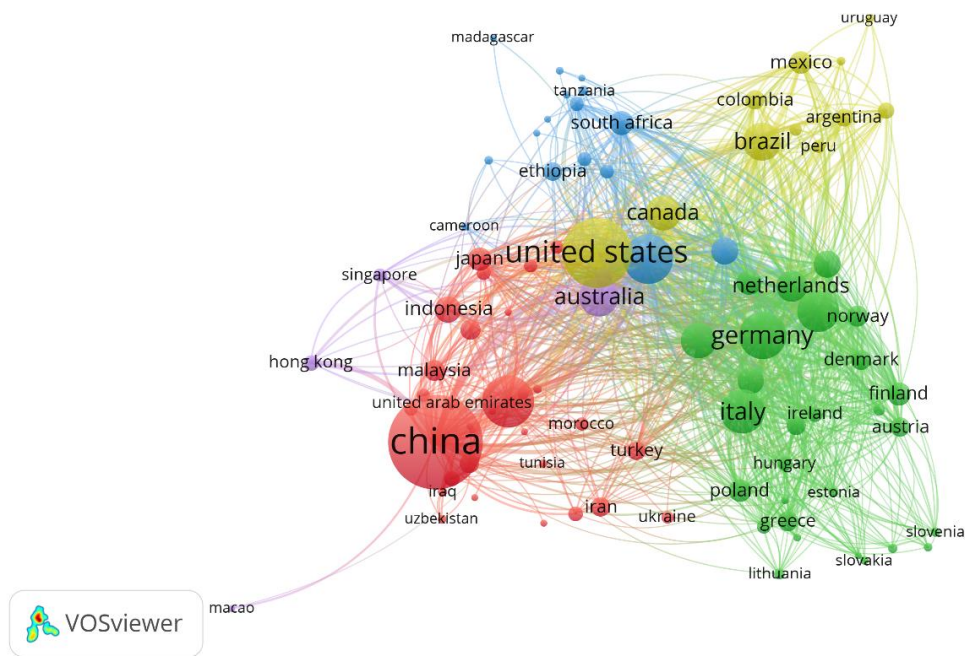 uruguay
madagascar
mexico
tanzania
colombia
south africa
argentina
brazil
peru
ethiopia
canada
cameroon
united states
japan
singapore
netherlands
australia
indonesia
norway
germany
hong kong
malaysia
denmark
finland
united arab emirates
italy
ireland
morocco
austria
china
turkey
tunisia
hungary
iraq
poland
estonia
iran
uzbekistan
ukraine
greece
slovenia
slovakia
lithuania
macao
VOSviewer